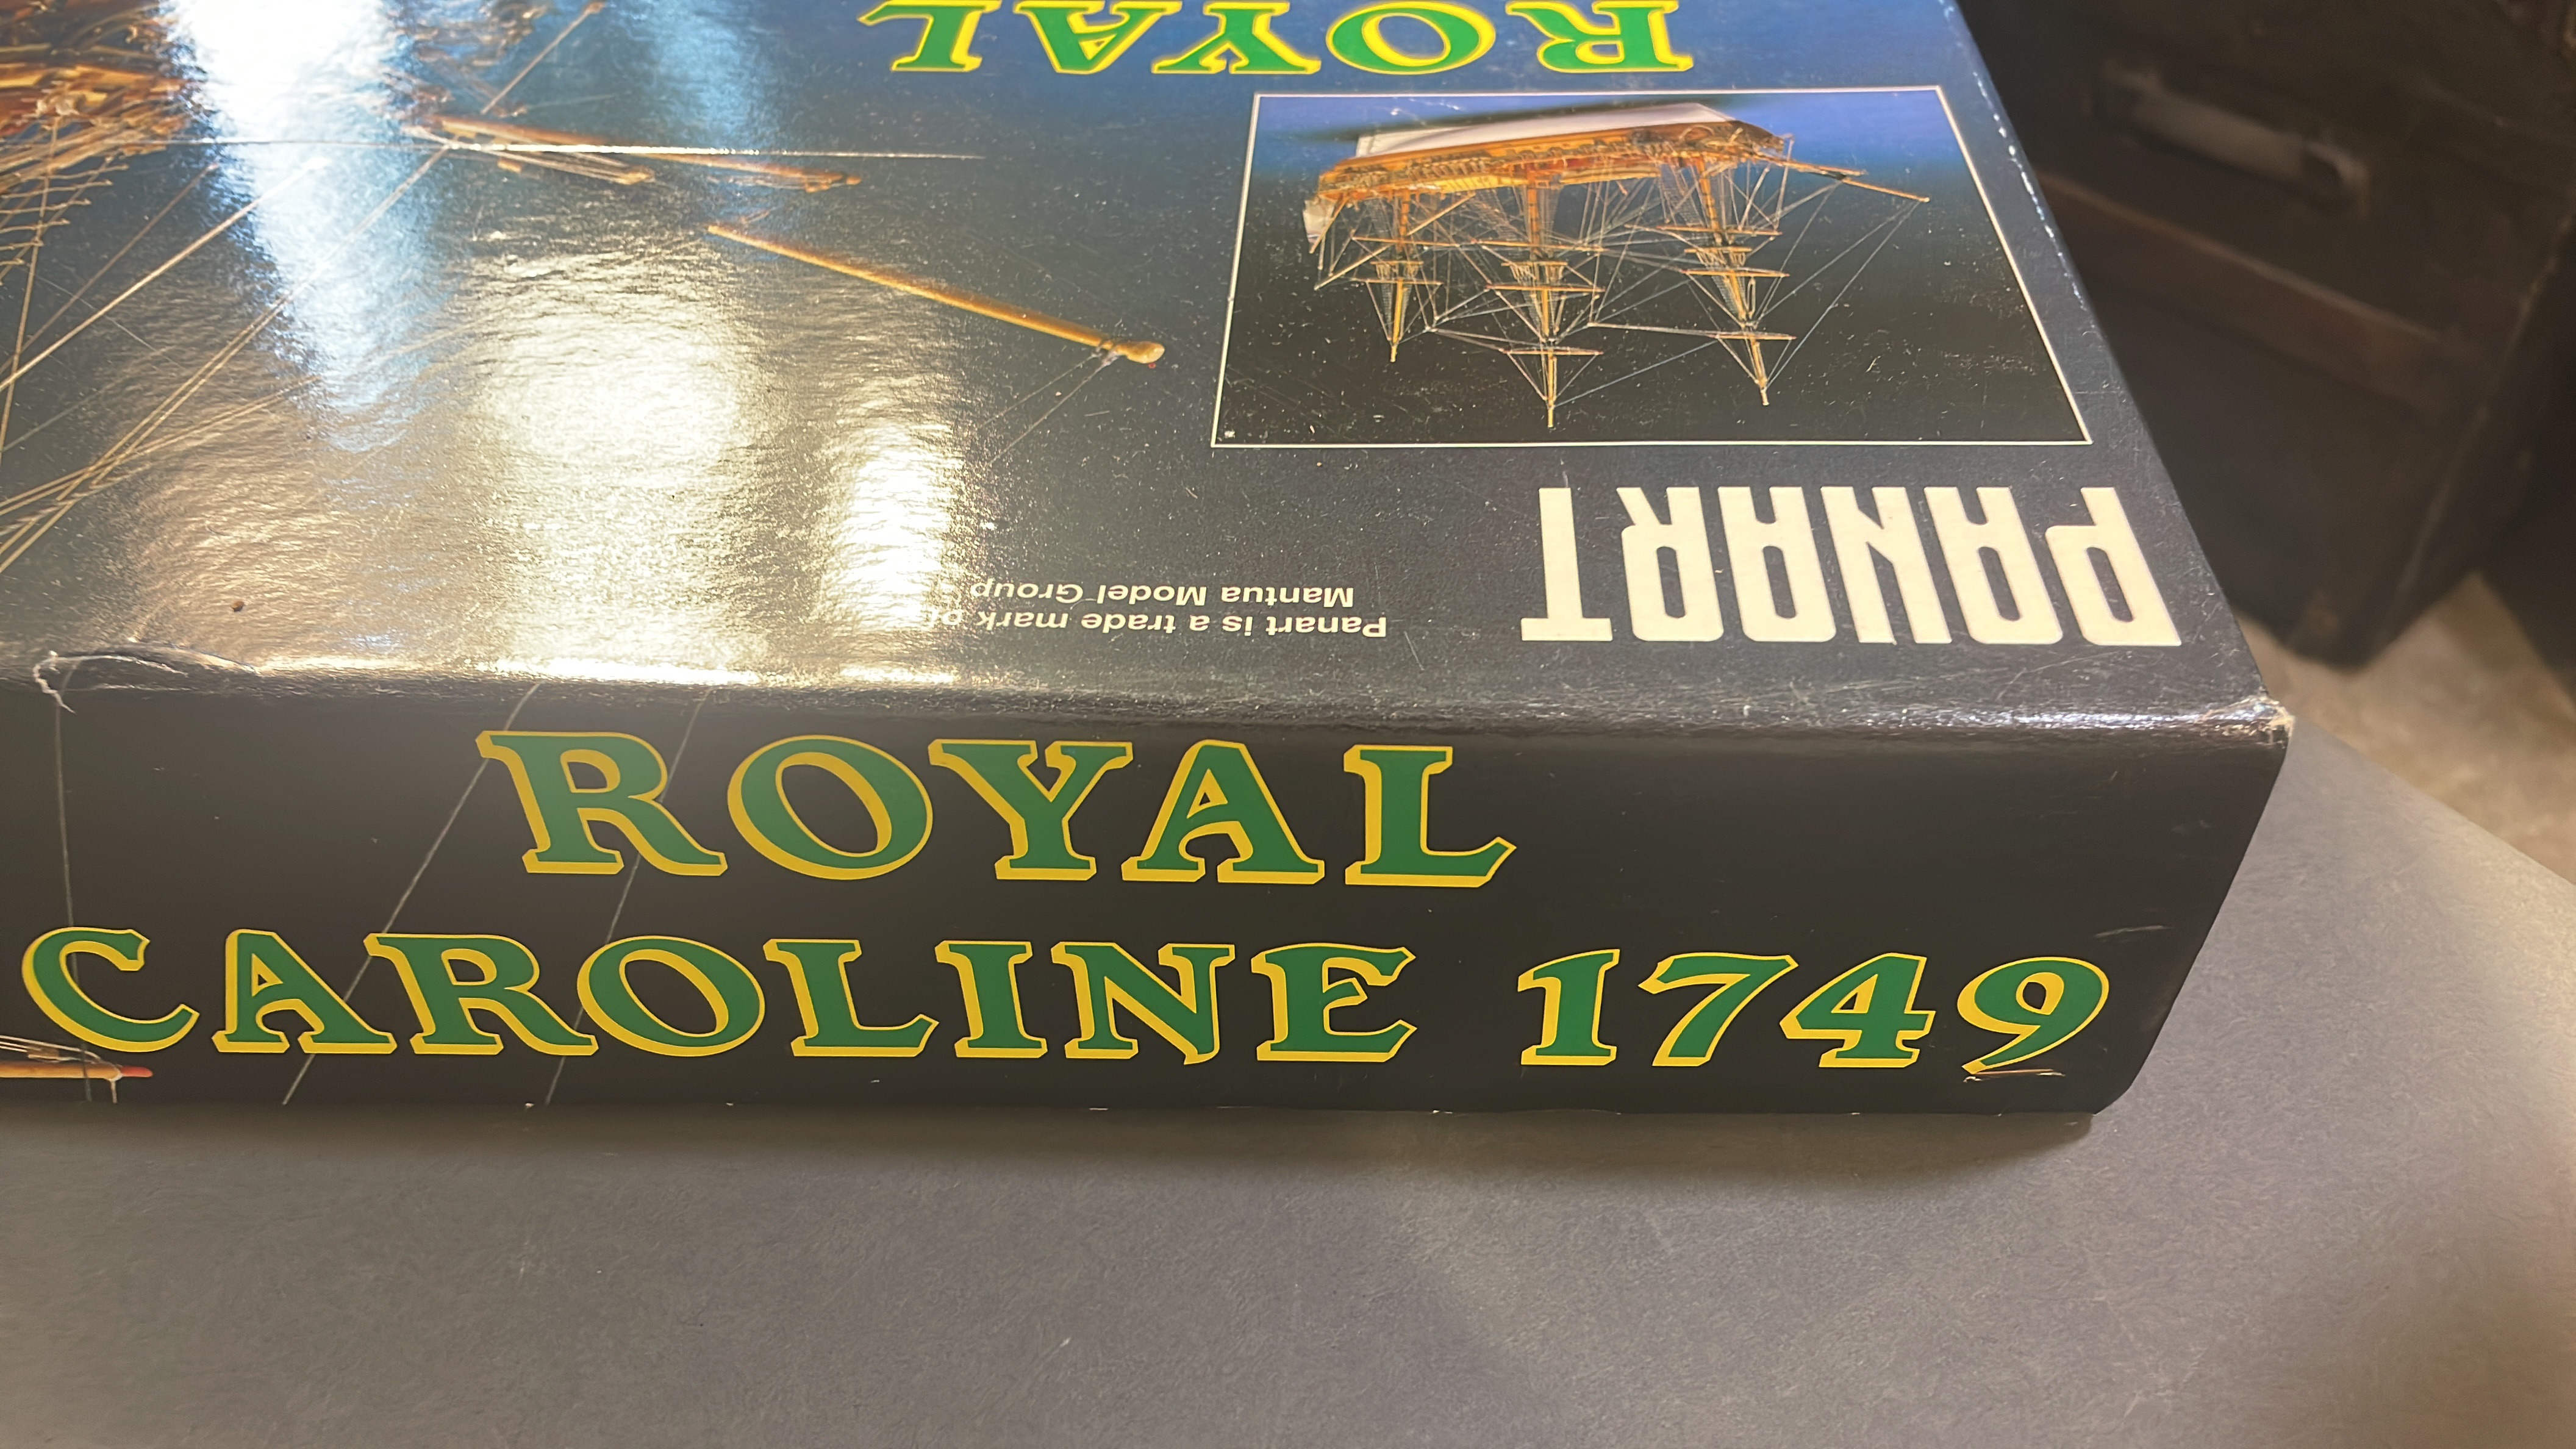 ROYAL
PANART
Panart is a trade mark of
Mantua Model Group
ROYAL
CAROLINE 1749